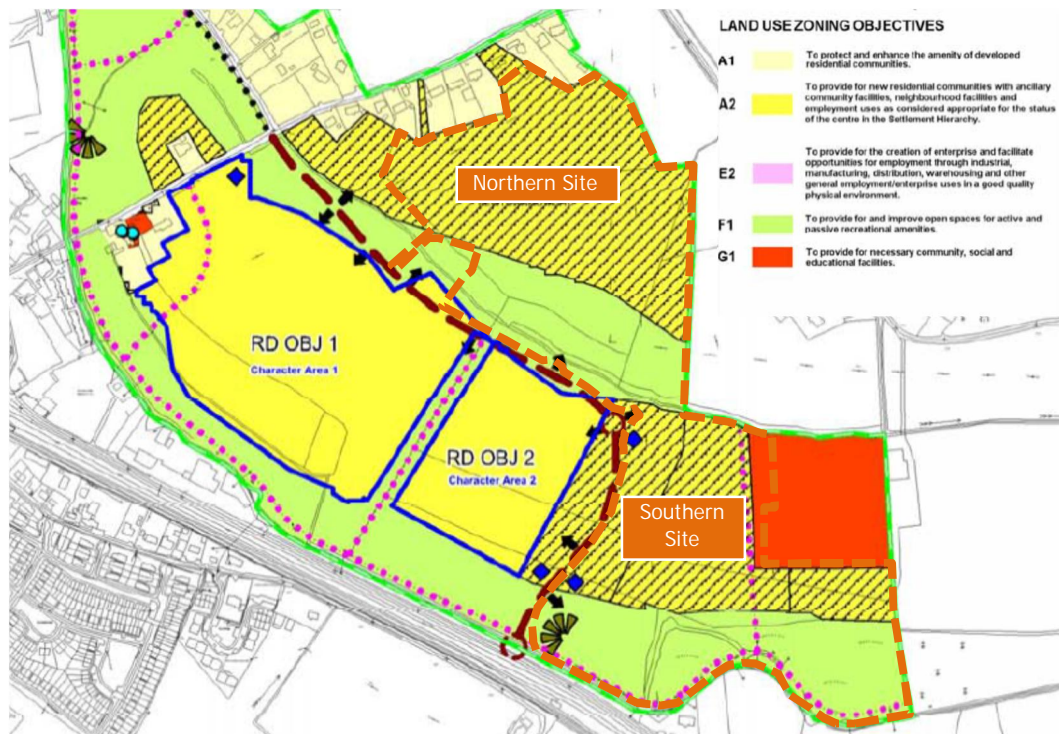 LAND USE ZONING OBJECTIVES
A1
To protect and enhance the amenity of developed
residential communities.
A2
To provide for new residential communities with ancillary
community facilities, neighbourhood facilities and
employment uses as considered appropriate for the status
of the centre in the Settlement Hierarchy.
E2
To provide for the creation of enterprise and facilitate
opportunities for employment through industrial,
manufacturing, distribution, warehousing and other
general employment/enterprise uses in a good quality
physical environment.
F1
To provide for and improve open spaces for active and
passive recreational amenities.
G1
To provide for necessary community, social and
educational facilities.
Northern Site
RD OBJ 1
Character Area 1
RD OBJ 2
Character Area 2
Southern
Site